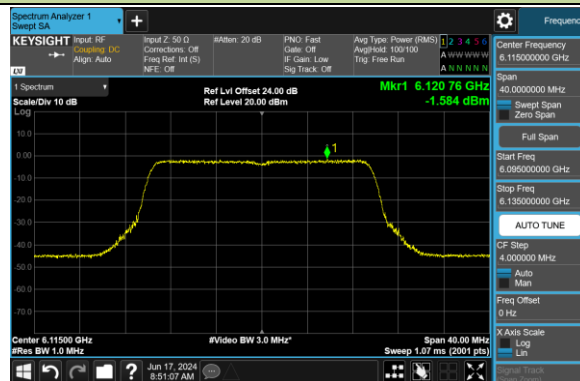 Spectrum Analyzer 1
Swept SA
Frequency
KEYSIGHT
Input: RF
Coupling: DC
Align: Auto
Input Z: 50 Ω
Corrections: Off
Freq Ref: Int (S)
NFE: Off
#Atten: 20 dB
PNO: Fast
Gate: Off
IF Gain: Low
Sig Track: Off
Avg Type: Power (RMS)
Avg|Hold: 100/100
Trig: Free Run
1 2 3 4 5 6
A W W W W W
A N N N N N
LXI
1 Spectrum
Scale/Div 10 dB
Ref Lvl Offset 24.00 dB
Ref Level 20.00 dBm
Mkr1 6.120 76 GHz
-1.584 dBm
Log
10.0
0.00
-10.0
-20.0
-30.0
-40.0
-50.0
-60.0
-70.0
1
Center 6.11500 GHz
#Res BW 1.0 MHz
#Video BW 3.0 MHz*
Span 40.00 MHz
Sweep 1.07 ms (2001 pts)
Jun 17, 2024
8:51:07 AM
Center Frequency
6.115000000 GHz
Span
40.0000000 MHz
Swept Span
Zero Span
Full Span
Start Freq
6.095000000 GHz
Stop Freq
6.135000000 GHz
AUTO TUNE
CF Step
4.000000 MHz
Auto
Man
Freq Offset
0 Hz
X Axis Scale
Log
Lin
Signal Track